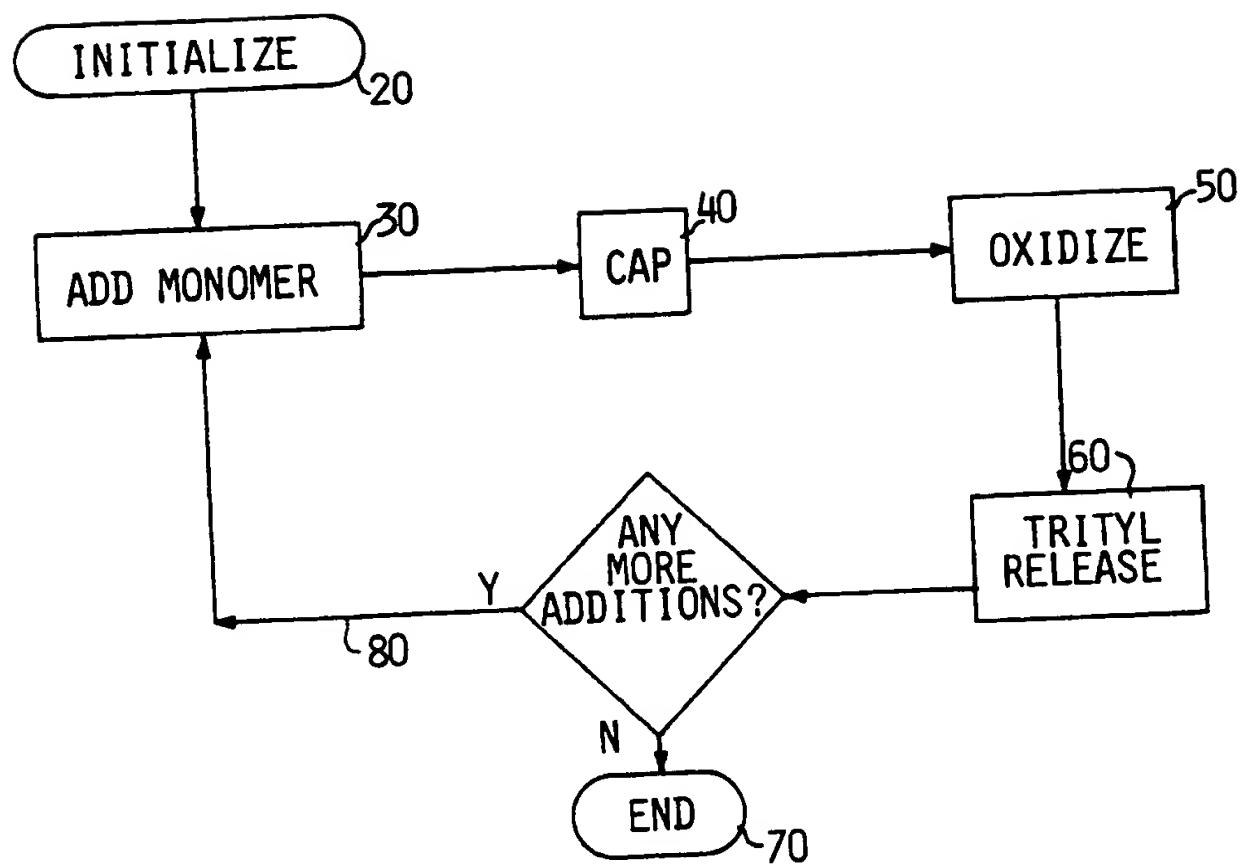 INITIALIZE
20
ADD MONOMER
30
CAP
40
OXIDIZE
50
60
TRITYL
RELEASE
ANY
MORE
ADDITIONS?
Y
80
N
END
70